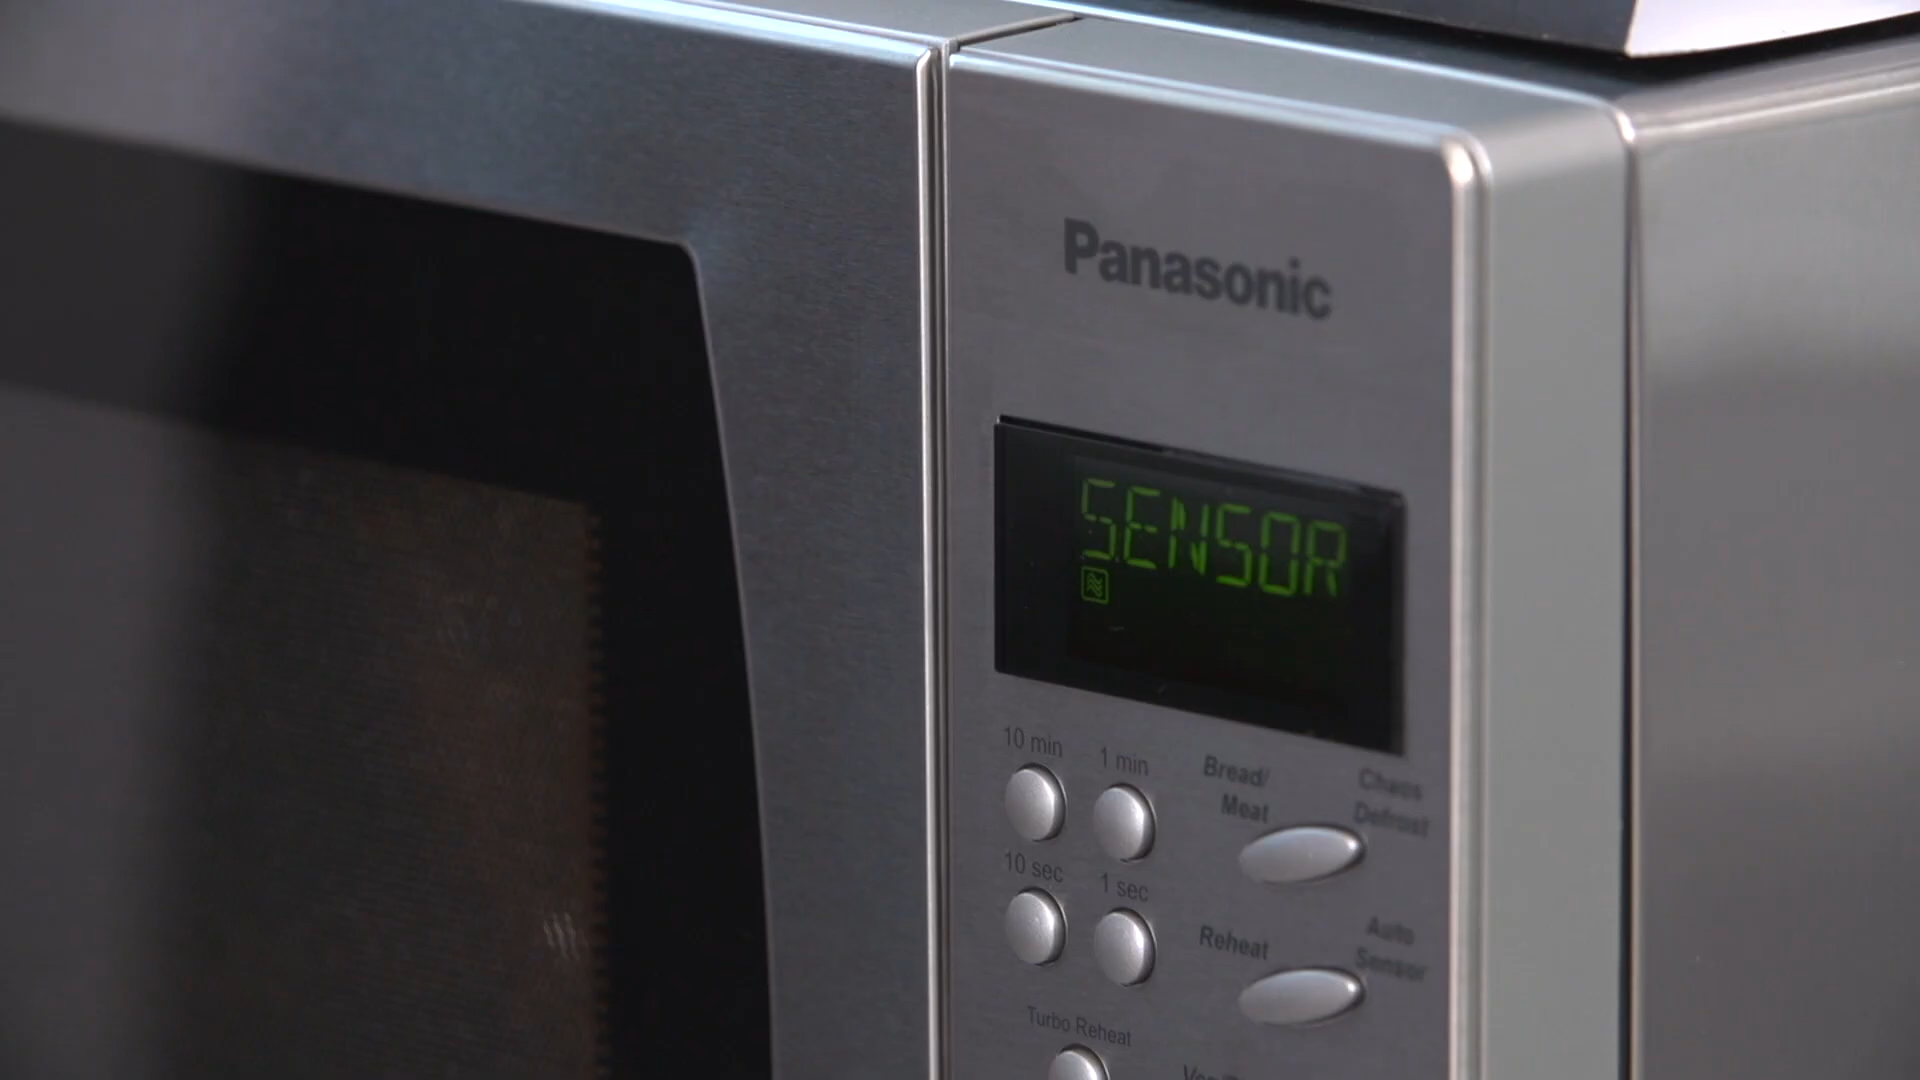 Panasonic
SENSOR
10 min
1 min
Bread/
Meat
Chaos
Defrost
10 sec
1 sec
Reheat
Auto
Sensor
Turbo Reheat